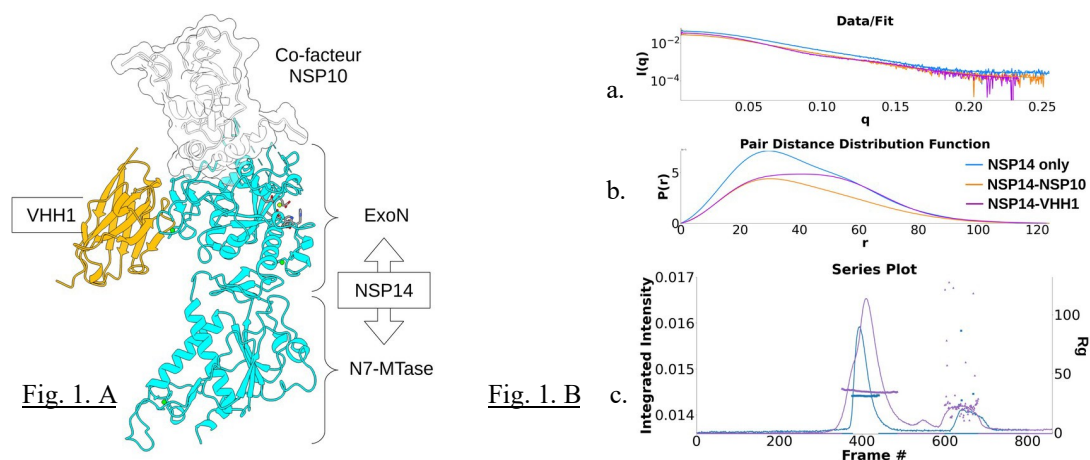 Co-facteur
NSP10
VHH1
ExoN
NSP14
N7-MTase
Fig. 1. A
Fig. 1. B
a.
Data/Fit
I(q)
10⁻²
10⁻⁴
0.05
0.10
0.15
0.20
0.25
q
b.
Pair Distance Distribution Function
P(r)
5
0
0
20
40
60
80
100
120
r
NSP14 only
NSP14-NSP10
NSP14-VHH1
c.
Series Plot
Integrated Intensity
0.017
0.016
0.015
0.014
0
200
400
600
800
Frame #
100
50
0
Rg